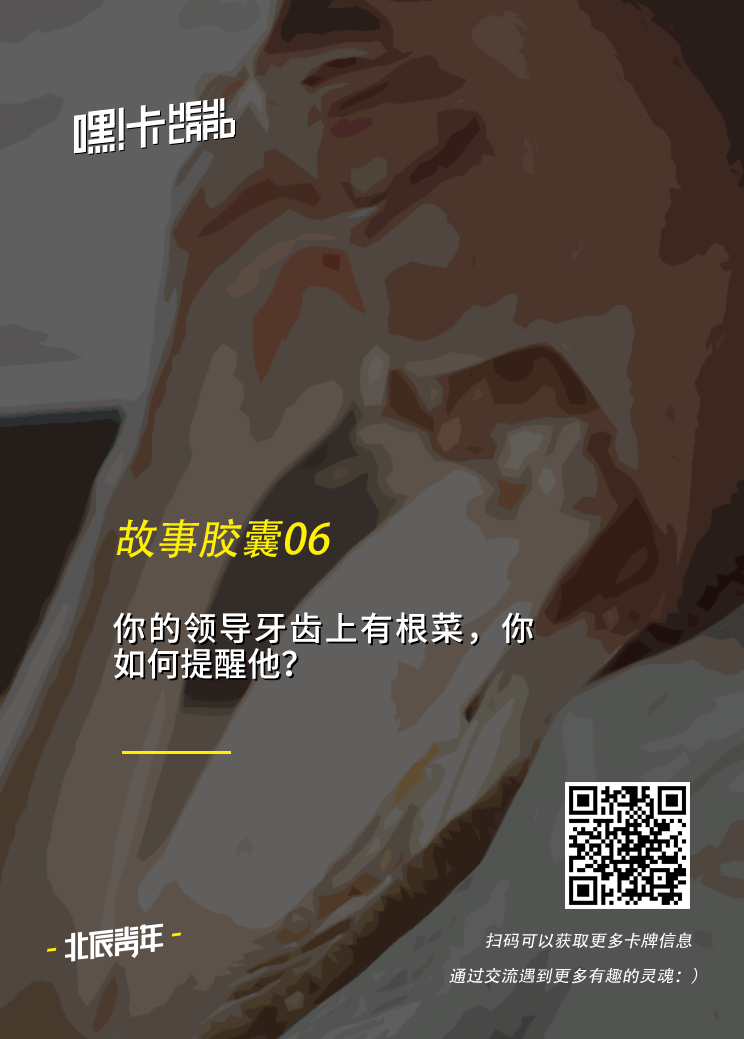 嘿!卡 HEY! CARD
故事胶囊06
你的领导牙齿上有根菜，你
如何提醒他？
- 北辰青年 -
扫码可以获取更多卡牌信息
通过交流遇到更多有趣的灵魂：）